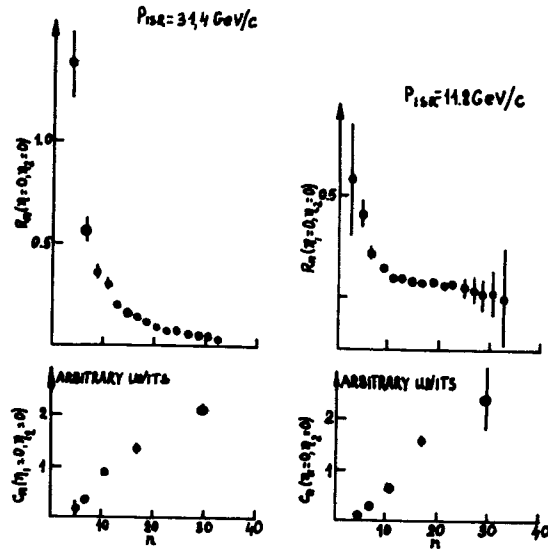 P_ISR = 31,4 GeV/c
1.0
0.5
R_n(η_1=0,η_2=0)
P_ISR = 11.8 GeV/c
0.5
R_n(η_1=0,η_2=0)
ARBITRARY UNITS
2
1
C_n(η_1=0,η_2=0)
10 20 30 40
n
ARBITRARY UNITS
2
1
C_n(η_1=0,η_2=0)
10 20 30 40
n